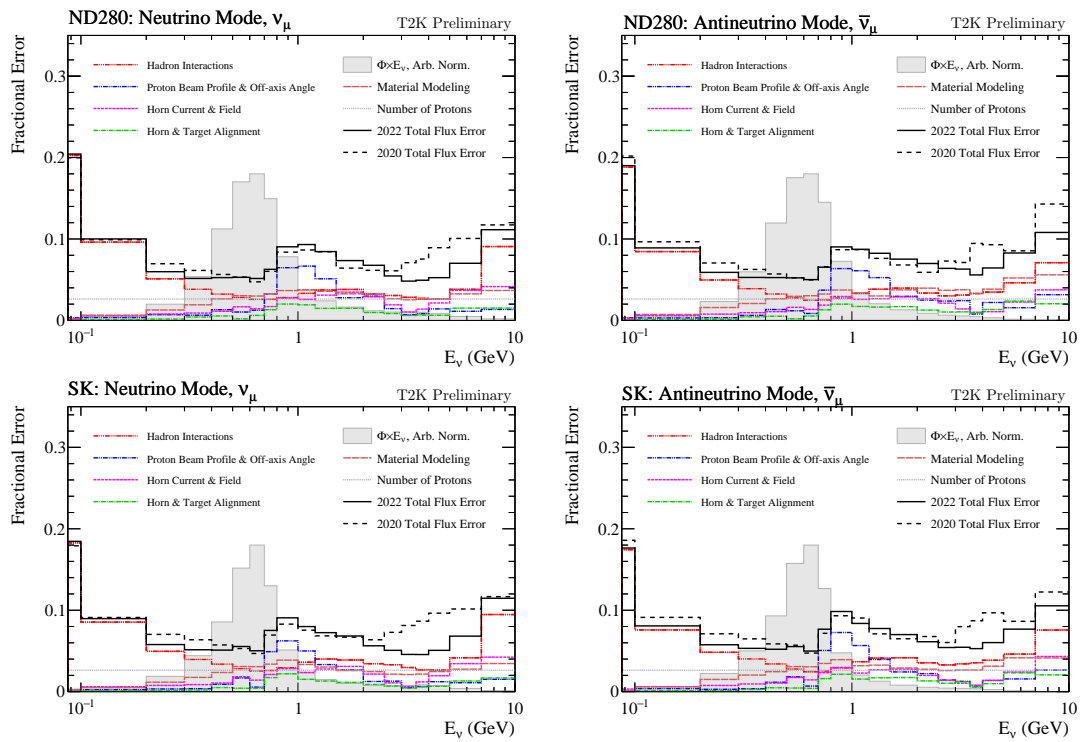 ND280: Neutrino Mode, νμ
T2K Preliminary
Fractional Error
0.3
0.2
0.1
0
Hadron Interactions
Proton Beam Profile & Off-axis Angle
Horn Current & Field
Horn & Target Alignment
Φ×Eν, Arb. Norm.
Material Modeling
Number of Protons
2022 Total Flux Error
2020 Total Flux Error
10⁻¹
1
10
Eν (GeV)
ND280: Antineutrino Mode, ν̄μ
T2K Preliminary
Fractional Error
0.3
0.2
0.1
0
Hadron Interactions
Proton Beam Profile & Off-axis Angle
Horn Current & Field
Horn & Target Alignment
Φ×Eν, Arb. Norm.
Material Modeling
Number of Protons
2022 Total Flux Error
2020 Total Flux Error
10⁻¹
1
10
Eν (GeV)
SK: Neutrino Mode, νμ
T2K Preliminary
Fractional Error
0.3
0.2
0.1
0
Hadron Interactions
Proton Beam Profile & Off-axis Angle
Horn Current & Field
Horn & Target Alignment
Φ×Eν, Arb. Norm.
Material Modeling
Number of Protons
2022 Total Flux Error
2020 Total Flux Error
10⁻¹
1
10
Eν (GeV)
SK: Antineutrino Mode, ν̄μ
T2K Preliminary
Fractional Error
0.3
0.2
0.1
0
Hadron Interactions
Proton Beam Profile & Off-axis Angle
Horn Current & Field
Horn & Target Alignment
Φ×Eν, Arb. Norm.
Material Modeling
Number of Protons
2022 Total Flux Error
2020 Total Flux Error
10⁻¹
1
10
Eν (GeV)